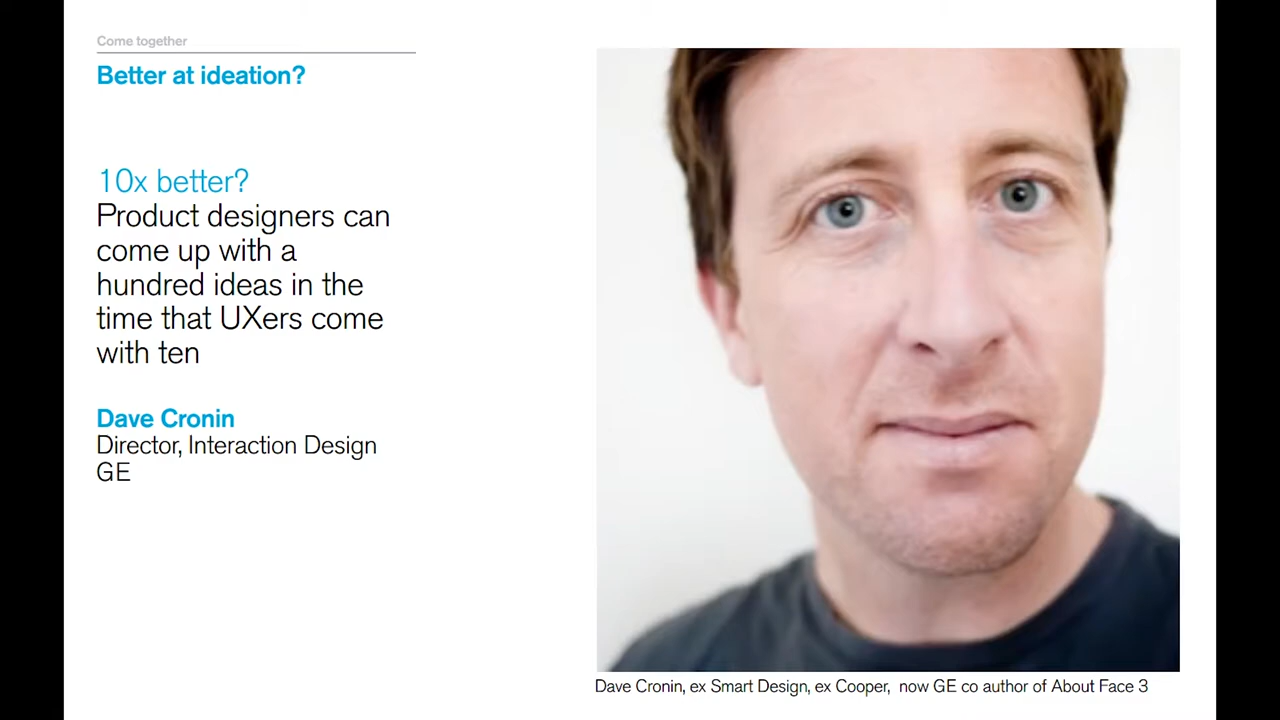 Come together
Better at ideation?
10x better?
Product designers can
come up with a
hundred ideas in the
time that UXers come
with ten
Dave Cronin
Director, Interaction Design
GE
Dave Cronin, ex Smart Design, ex Cooper, now GE co author of About Face 3